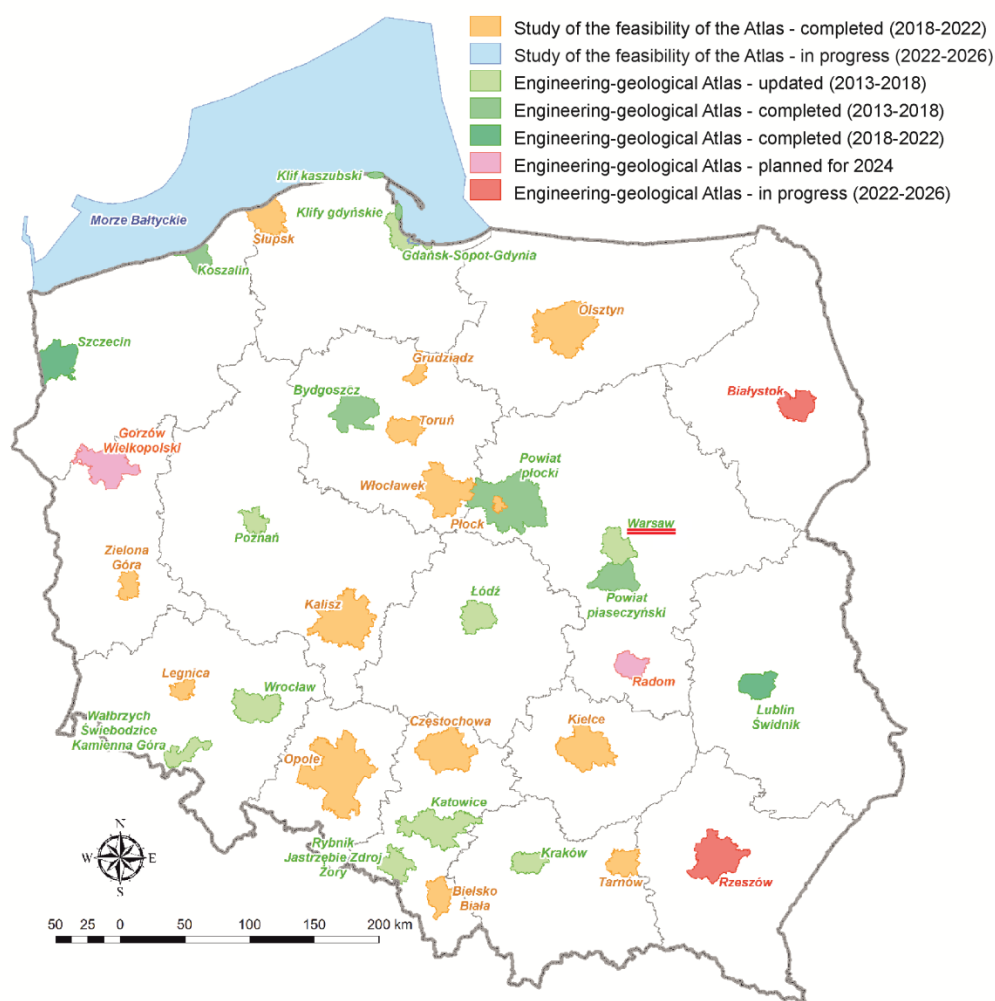 Study of the feasibility of the Atlas - completed (2018-2022)
Study of the feasibility of the Atlas - in progress (2022-2026)
Engineering-geological Atlas - updated (2013-2018)
Engineering-geological Atlas - completed (2013-2018)
Engineering-geological Atlas - completed (2018-2022)
Engineering-geological Atlas - planned for 2024
Engineering-geological Atlas - in progress (2022-2026)
Klif kaszubski
Morze Bałtyckie
Klify gdyńskie
Słupsk
Gdańsk-Sopot-Gdynia
Koszalin
Olsztyn
Szczecin
Grudziądz
Bydgoszcz
Białystok
Toruń
Gorzów
Wielkopolski
Powiat
płocki
Włocławek
Płock
Warsaw
Poznań
Zielona
Góra
Łódź
Powiat
piaseczyński
Kalisz
Legnica
Radom
Wrocław
Lublin
Świdnik
Wałbrzych
Świebodzice
Kamienna Góra
Częstochowa
Kielce
Opole
Katowice
Rybnik
Jastrzębie Zdroj
Żory
Kraków
Tarnów
Rzeszów
Bielsko
Biała
N
W E
S
50 25 0 50 100 150 200 km